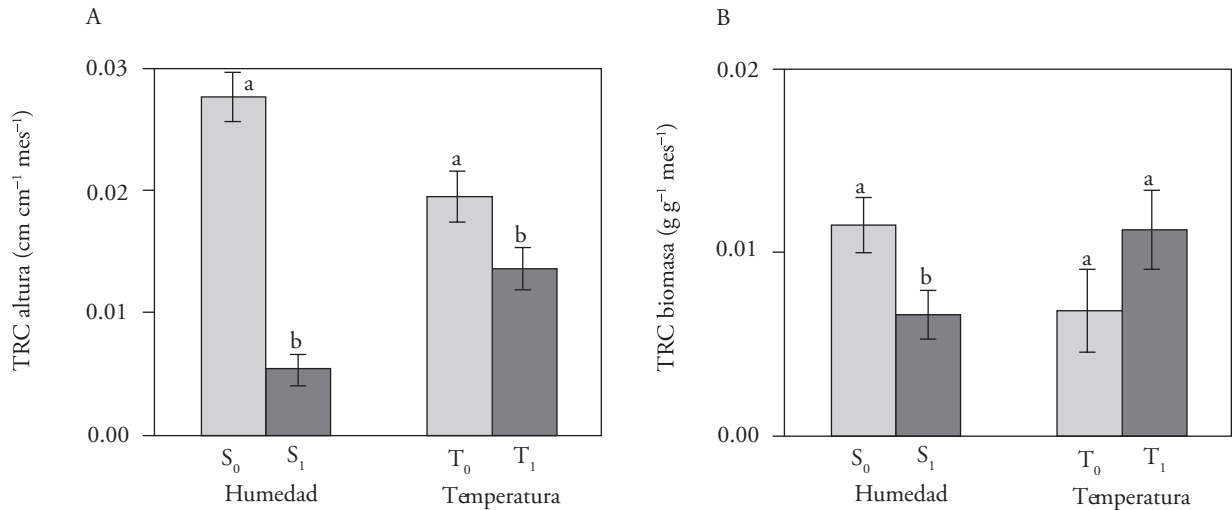 A
TRC altura (cm cm⁻¹ mes⁻¹)
0.03
0.02
0.01
0.00
a
b
a
b
S₀ S₁ T₀ T₁
Humedad Temperatura
B
TRC biomasa (g g⁻¹ mes⁻¹)
0.02
0.01
0.00
a
b
a
a
S₀ S₁ T₀ T₁
Humedad Temperatura